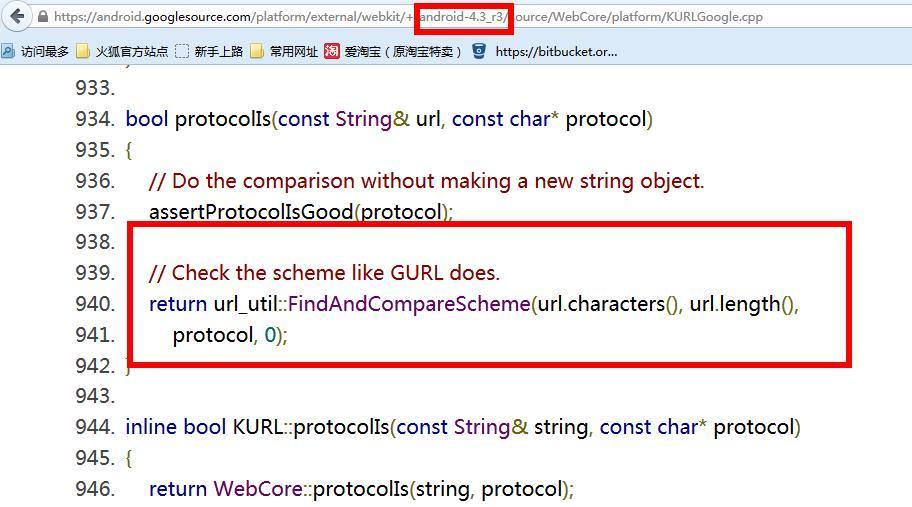 https://android.googlesource.com/platform/external/webkit/+/android-4.3_r3/Source/WebCore/platform/KURLGoogle.cpp
访问最多 火狐官方站点 新手上路 常用网址 淘 爱淘宝（原淘宝特卖） https://bitbucket.or...
933.
934. bool protocolIs(const String& url, const char* protocol)
935. {
936. // Do the comparison without making a new string object.
937. assertProtocolIsGood(protocol);
938.
939. // Check the scheme like GURL does.
940. return url_util::FindAndCompareScheme(url.characters(), url.length(),
941. protocol, 0);
942. }
943.
944. inline bool KURL::protocolIs(const String& string, const char* protocol)
945. {
946. return WebCore::protocolIs(string, protocol);